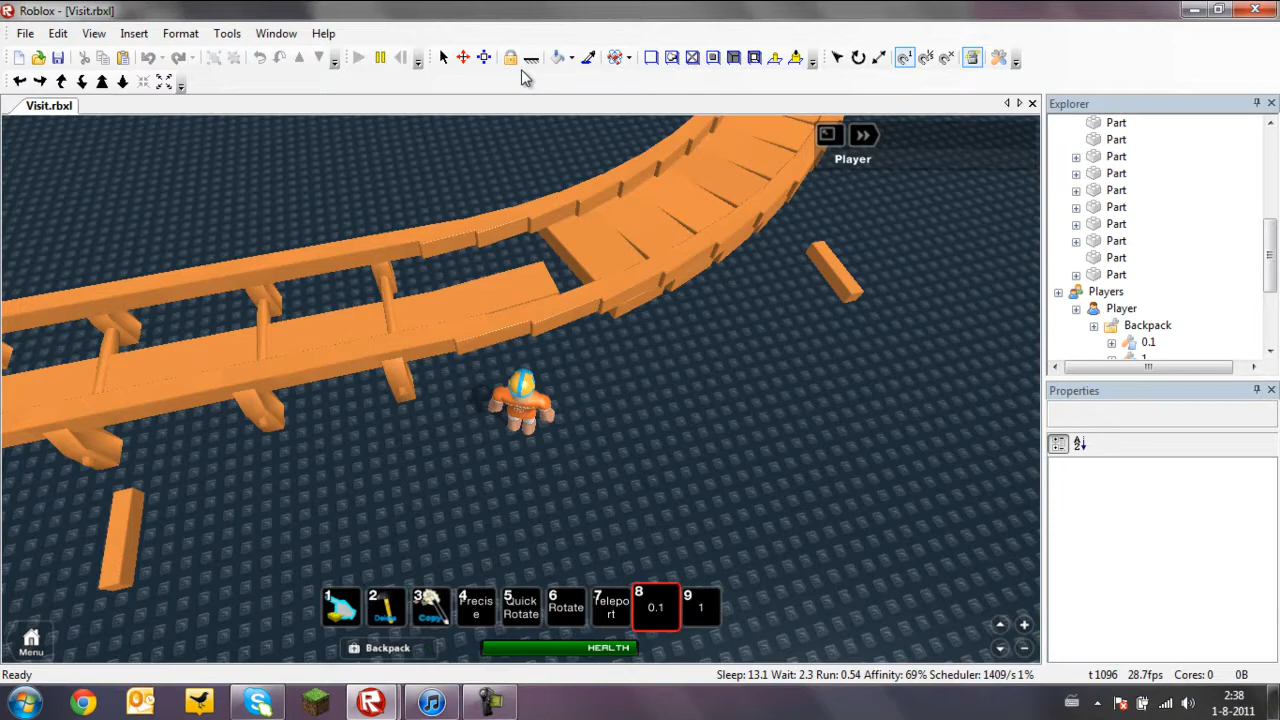 Roblox - [Visit.rbxl]
File Edit View Insert Format Tools Window Help
Visit.rbxl
Player
1
2 Delete
3 Copy
4 Precis
e
5 Quick
Rotate
6 Rotate
7 Telepo
rt
8 0.1
9 1
Menu
Backpack
HEALTH
Explorer
Part
Part
Part
Part
Part
Part
Part
Part
Part
Part
Players
Player
Backpack
0.1
1
Properties
Ready
Sleep: 13.1 Wait: 2.3 Run: 0.54 Affinity: 69% Scheduler: 1409/s 1%
t 1096 28.7fps Cores: 0 0B
2:38
1-8-2011